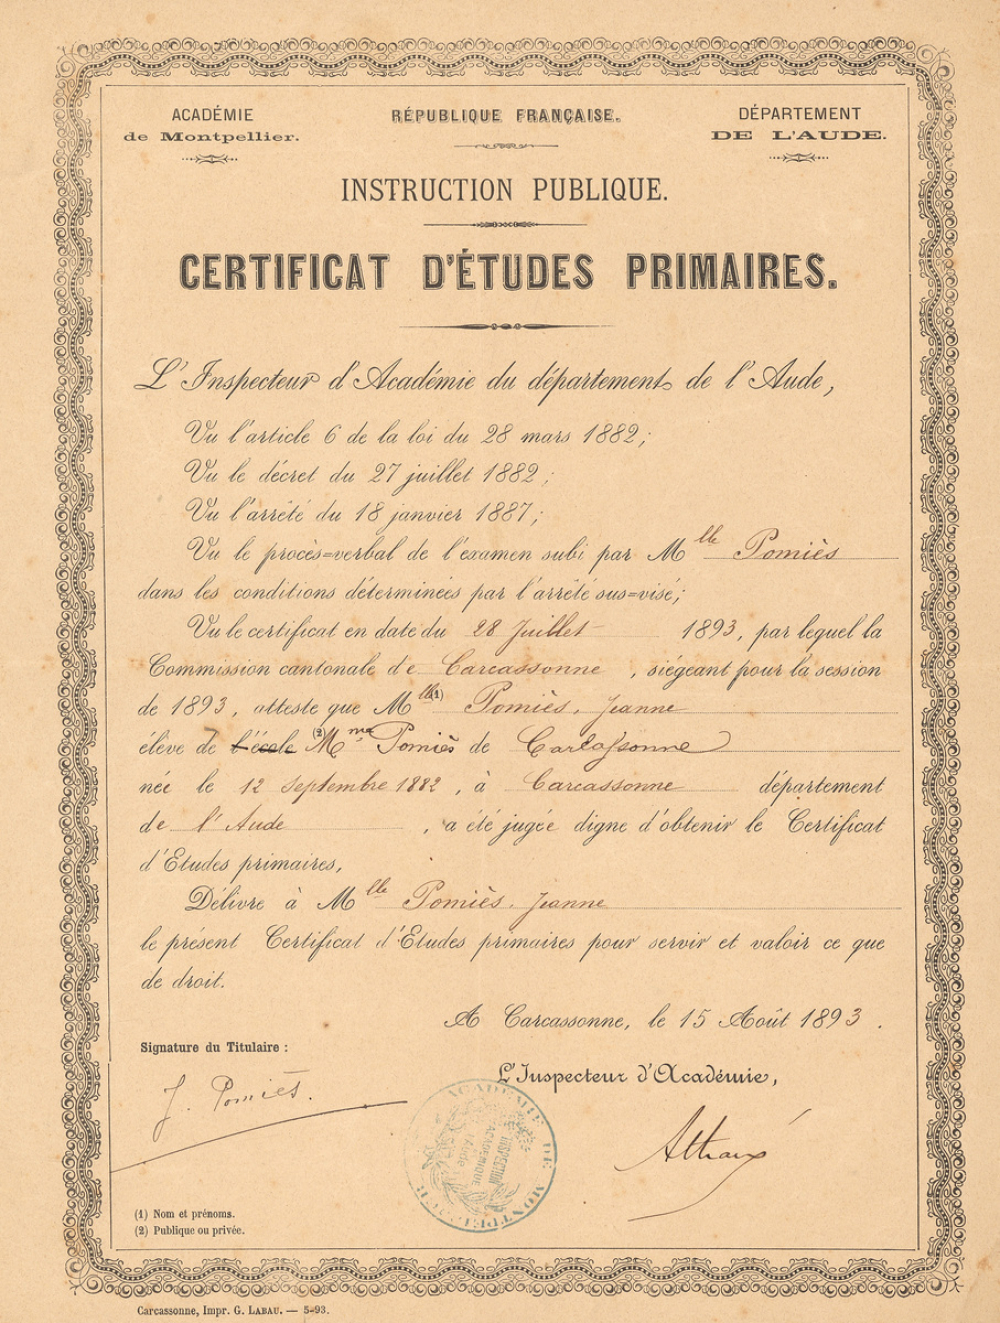 ACADÉMIE
de Montpellier.
RÉPUBLIQUE FRANÇAISE.
DÉPARTEMENT
DE L'AUDE.
INSTRUCTION PUBLIQUE.
CERTIFICAT D'ÉTUDES PRIMAIRES.
L'Inspecteur d'Académie du département de l'Aude,
Vu l'article 6 de la loi du 28 mars 1882;
Vu le décret du 27 juillet 1882;
Vu l'arrêté du 18 janvier 1887;
Vu le procès=verbal de l'examen subi par Mlle Pomiès
dans les conditions déterminées par l'arrêté sus=visé;
Vu le certificat en date du 28 Juillet 1893, par lequel la
Commission cantonale de Carcassonne, siégeant pour la session
de 1893, atteste que Mlle (1) Pomiès, Jeanne
élève de l'école (2) Mme Pomiès de Carcassonne
née le 12 Septembre 1882, à Carcassonne département
de l'Aude, a été jugée digne d'obtenir le Certificat
d'Etudes primaires,
Délivre à Mlle Pomiès, Jeanne
le présent Certificat d'Etudes primaires pour servir et valoir ce que
de droit.
A Carcassonne, le 15 Août 1893.
Signature du Titulaire :
L'Inspecteur d'Académie,
J. Pomiès.
ACADÉMIE DE MONTPELLIER
INSPECTION
ACADÉMIQUE
l'Aude
(1) Nom et prénoms.
(2) Publique ou privée.
Carcassonne, Impr. G. LABAU. — 5-93.